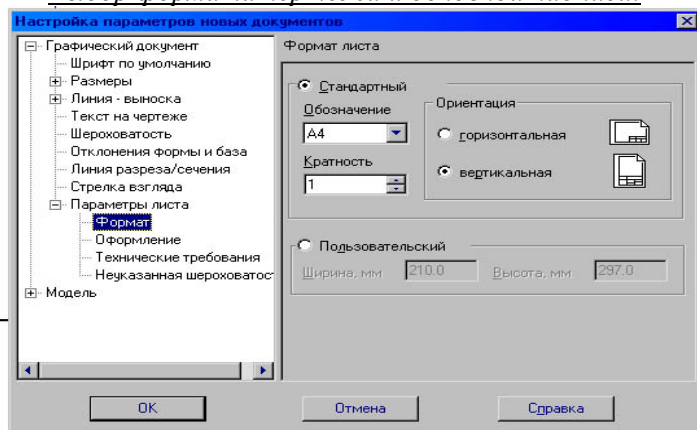 Настройка параметров новых документов
Графический документ
Шрифт по умолчанию
Размеры
Линия - выноска
Текст на чертеже
Шероховатость
Отклонения формы и база
Линия разреза/сечения
Стрелка взгляда
Параметры листа
Формат
Оформление
Технические требования
Неуказанная шероховатос
Модель
Формат листа
Стандартный
Обозначение
A4
Кратность
1
Ориентация
горизонтальная
вертикальная
Пользовательский
Ширина, мм 210.0 Высота, мм 297.0
OK Отмена Справка